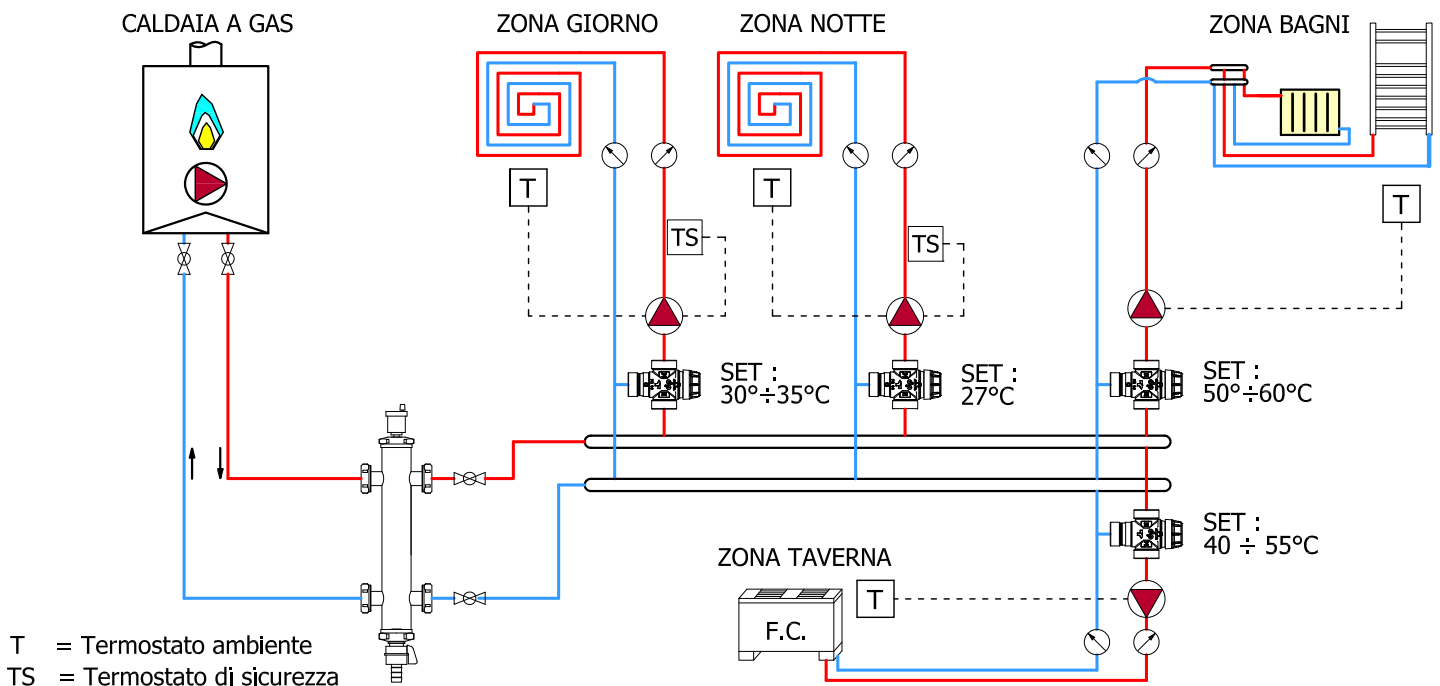 CALDAIA A GAS
ZONA GIORNO
ZONA NOTTE
ZONA BAGNI
T
T
T
TS
TS
SET :
30°÷35°C
SET :
27°C
SET :
50°÷60°C
SET :
40 ÷ 55°C
ZONA TAVERNA
T
F.C.
T = Termostato ambiente
TS = Termostato di sicurezza